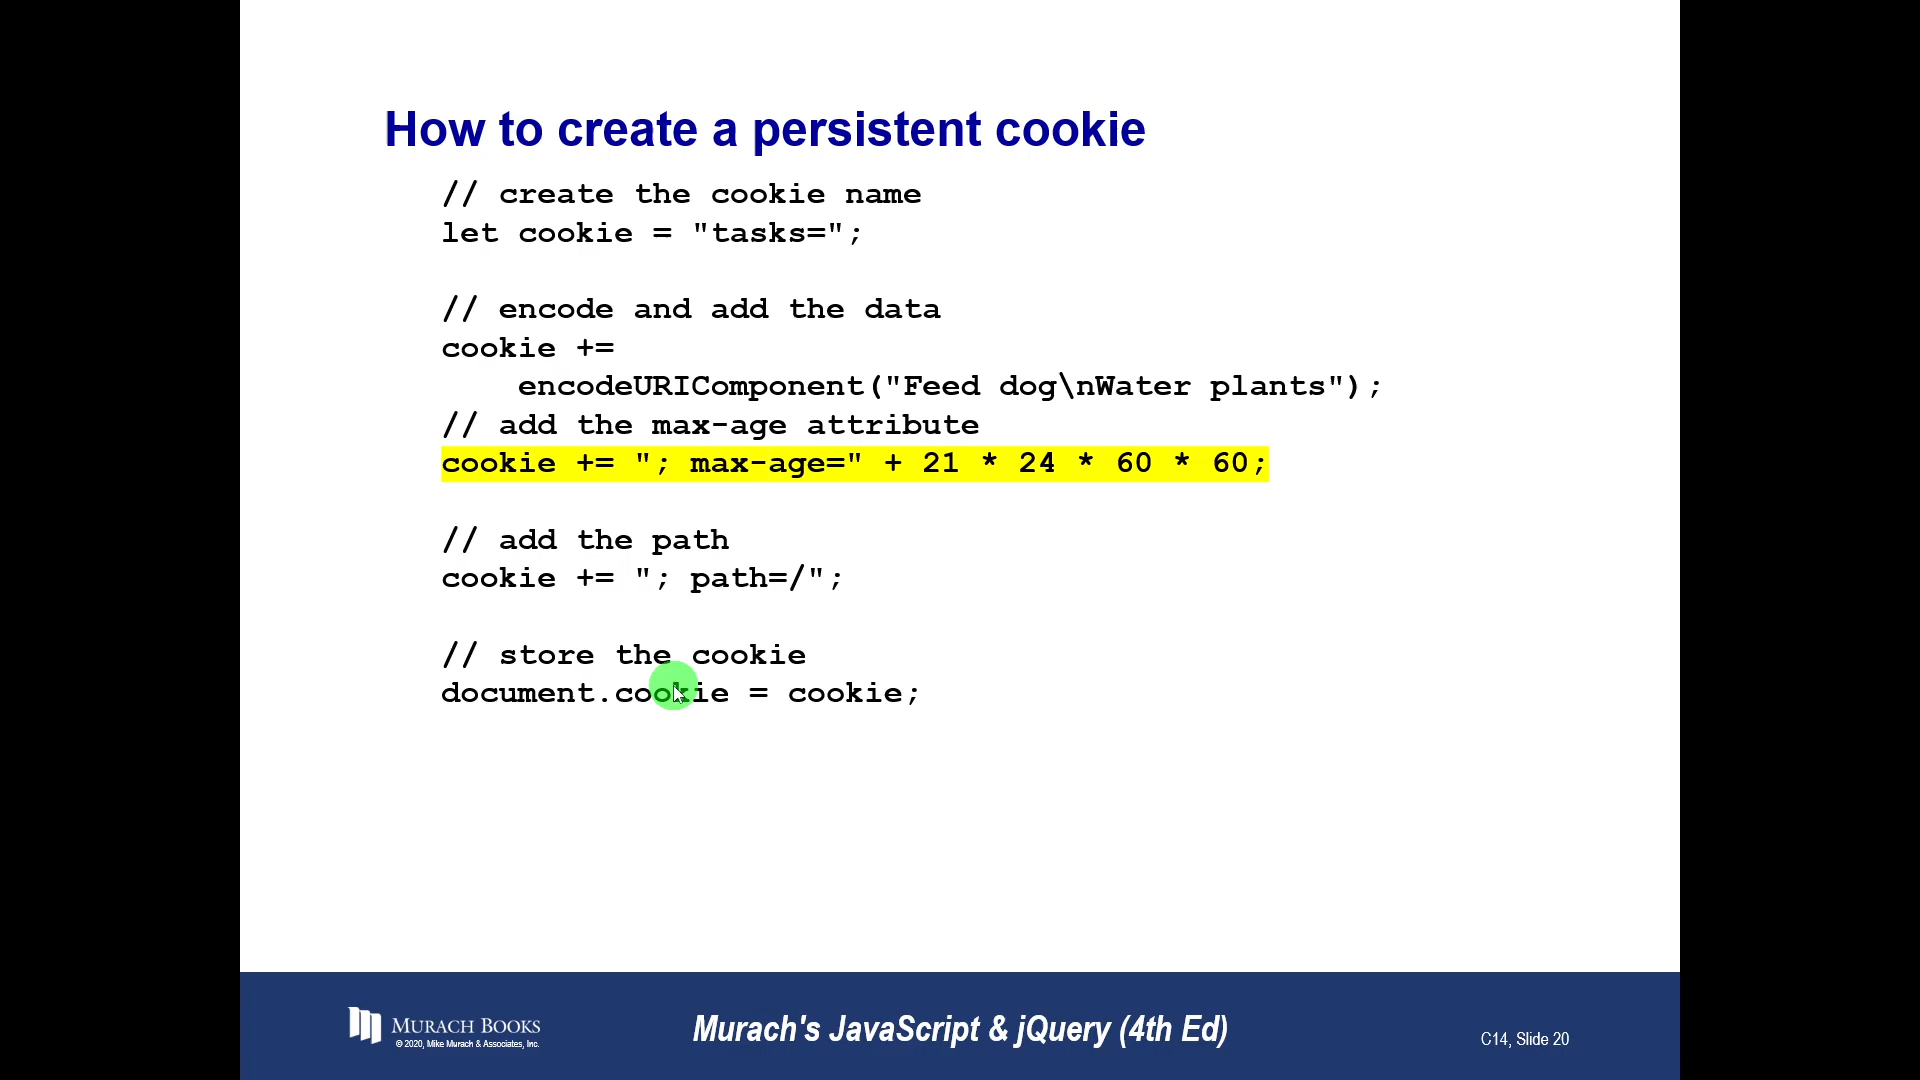 How to create a persistent cookie
// create the cookie name
let cookie = "tasks=";
// encode and add the data
cookie +=
encodeURIComponent("Feed dog\nWater plants");
// add the max-age attribute
cookie += "; max-age=" + 21 * 24 * 60 * 60;
// add the path
cookie += "; path=/";
// store the cookie
document.cookie = cookie;
MURACH BOOKS
© 2020, Mike Murach & Associates, Inc.
Murach's JavaScript & jQuery (4th Ed)
C14, Slide 20